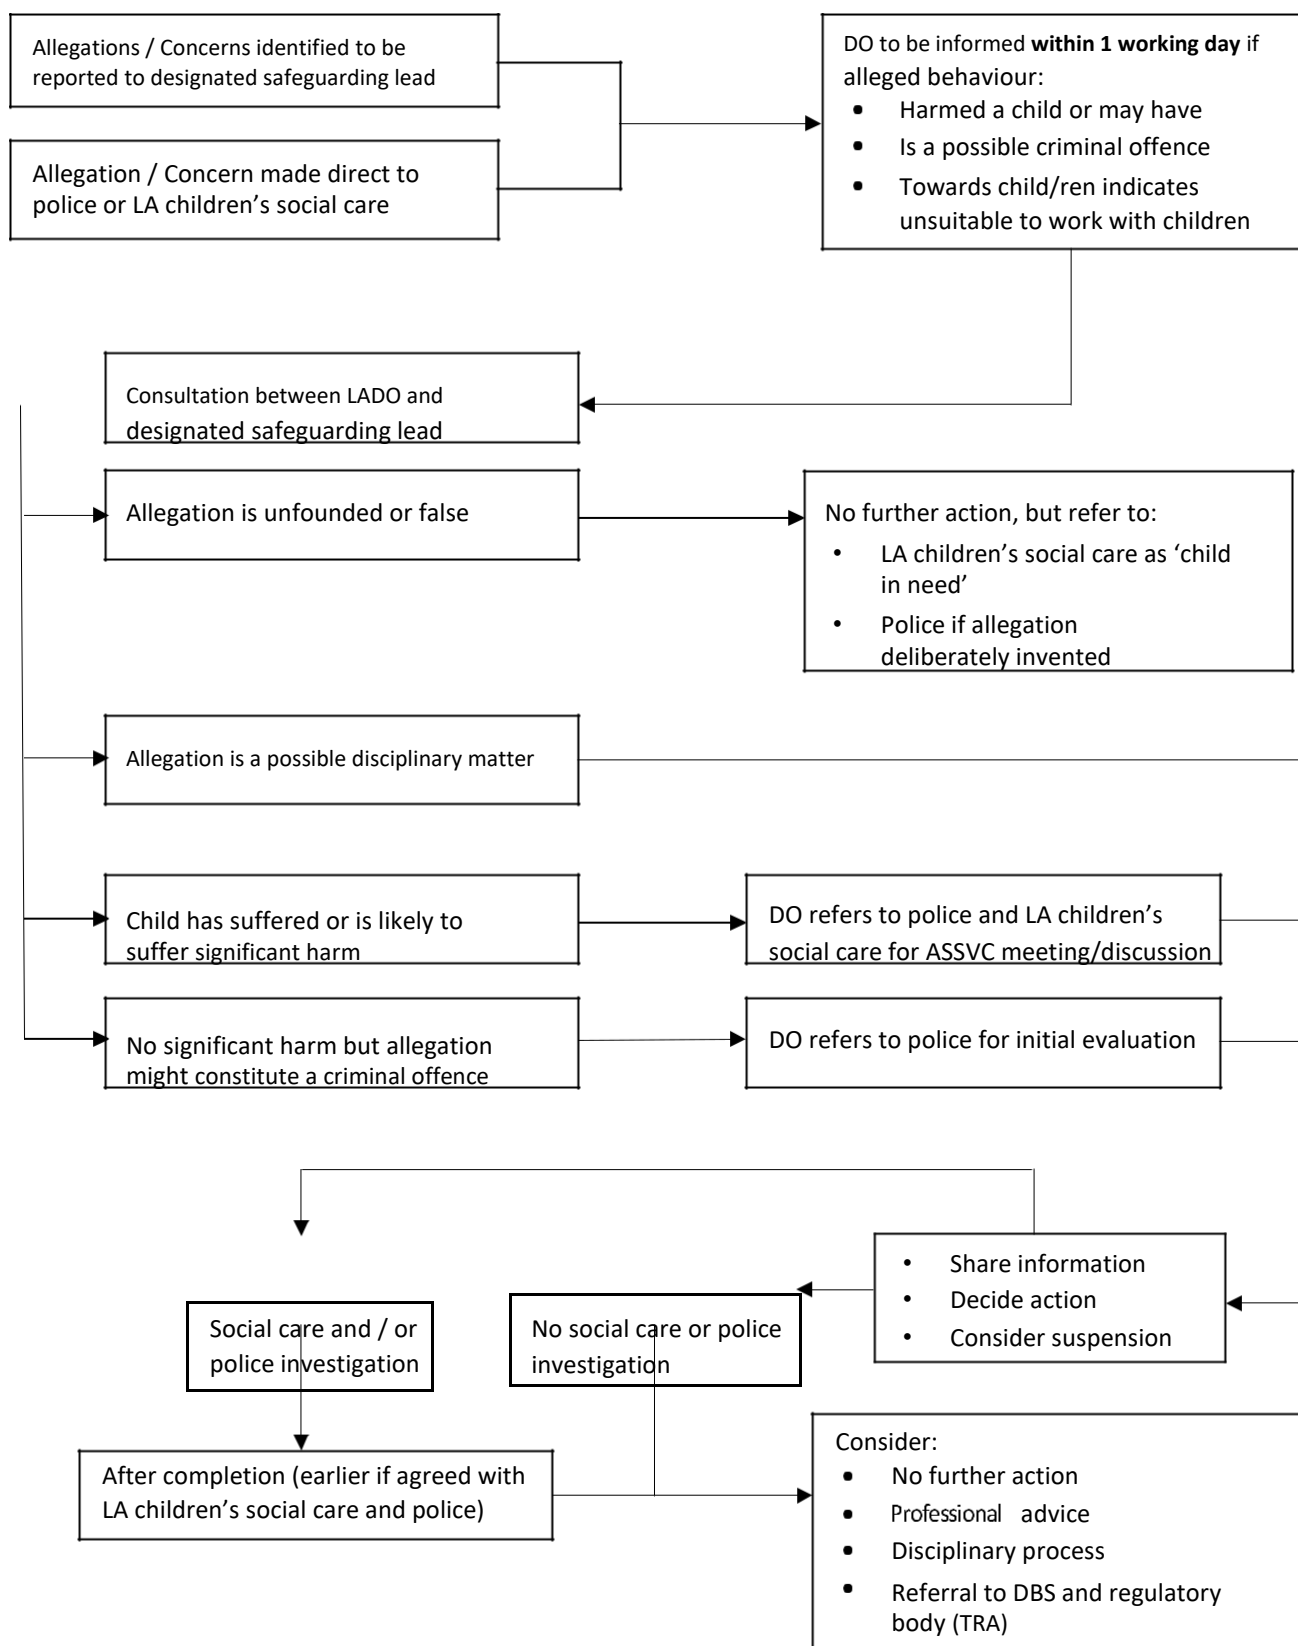 Allegations / Concerns identified to be
reported to designated safeguarding lead
Allegation / Concern made direct to
police or LA children's social care
DO to be informed within 1 working day if
alleged behaviour:
• Harmed a child or may have
• Is a possible criminal offence
• Towards child/ren indicates
unsuitable to work with children
Consultation between LADO and
designated safeguarding lead
Allegation is unfounded or false
No further action, but refer to:
• LA children's social care as ‘child
in need’
• Police if allegation
deliberately invented
Allegation is a possible disciplinary matter
Child has suffered or is likely to
suffer significant harm
DO refers to police and LA children's
social care for ASSVC meeting/discussion
No significant harm but allegation
might constitute a criminal offence
DO refers to police for initial evaluation
• Share information
• Decide action
• Consider suspension
Social care and / or
police investigation
No social care or police
investigation
After completion (earlier if agreed with
LA children's social care and police)
Consider:
• No further action
• Professional advice
• Disciplinary process
• Referral to DBS and regulatory
body (TRA)